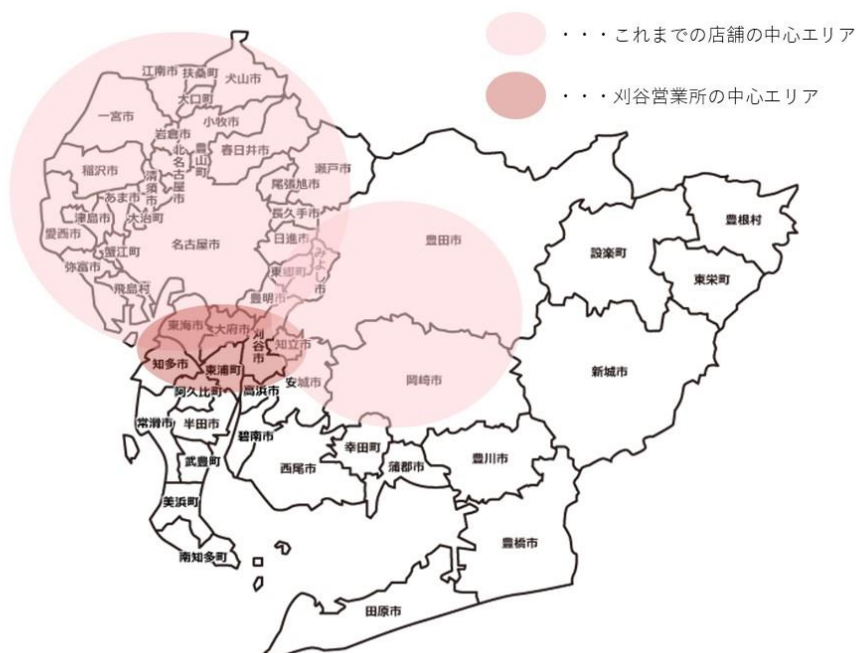 ・・・これまでの店舗の中心エリア
・・・刈谷営業所の中心エリア
江南市
扶桑町
犬山市
大口町
一宮市
小牧市
岩倉市
北名古屋市
豊山町
春日井市
瀬戸市
稲沢市
清須市
尾張旭市
あま市
津島市
大治町
長久手市
愛西市
名古屋市
日進市
蟹江町
みよし市
弥富市
東郷町
飛島村
豊明市
豊田市
豊根村
設楽町
東栄町
東海市
大府市
刈谷市
知立市
知多市
東浦町
安城市
岡崎市
新城市
阿久比町
高浜市
常滑市
半田市
碧南市
幸田町
豊川市
武豊町
西尾市
蒲郡市
美浜町
南知多町
豊橋市
田原市